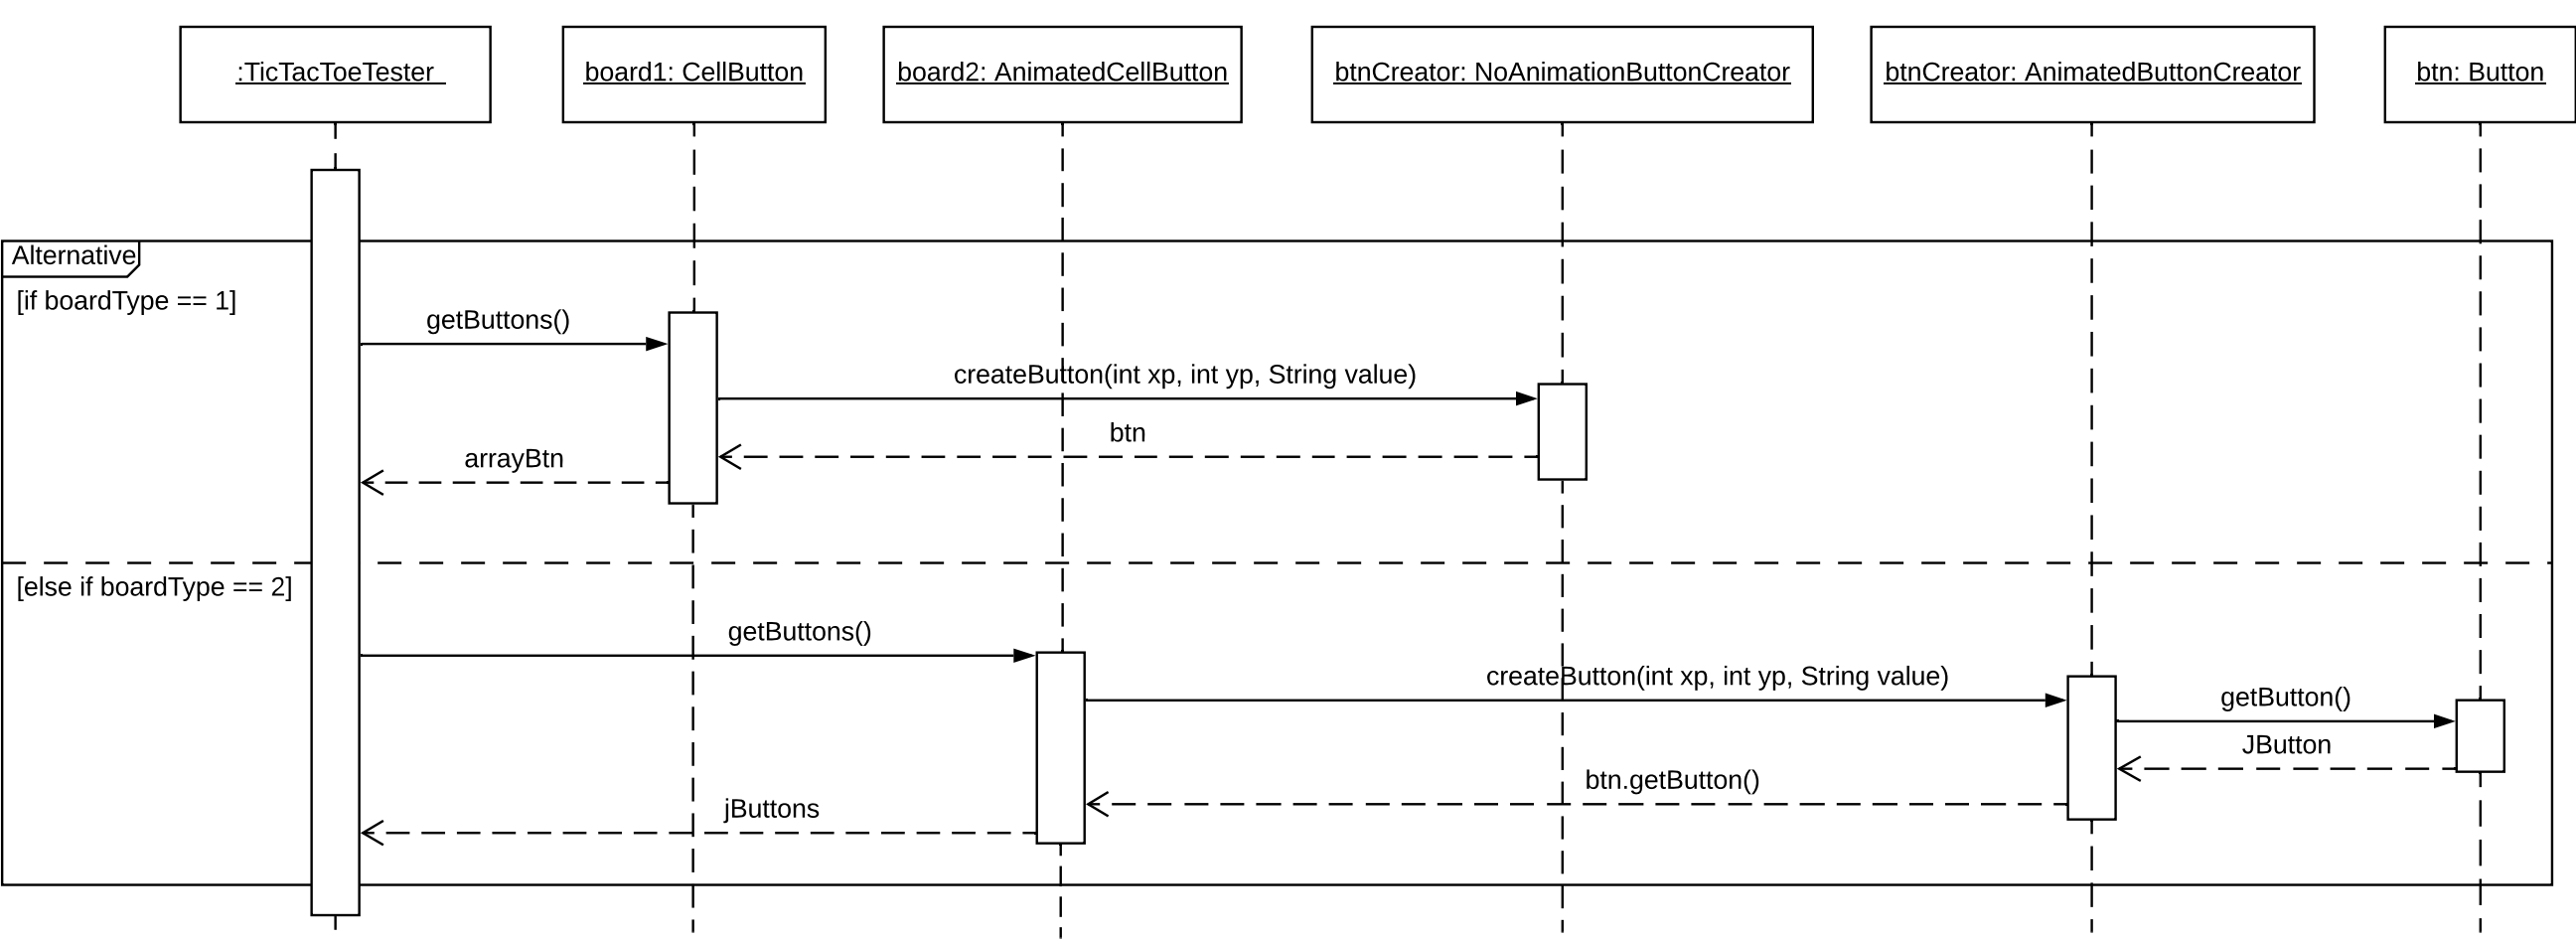 :TicTacToeTester
board1: CellButton
board2: AnimatedCellButton
btnCreator: NoAnimationButtonCreator
btnCreator: AnimatedButtonCreator
btn: Button
Alternative
[if boardType == 1]
getButtons()
createButton(int xp, int yp, String value)
btn
arrayBtn
[else if boardType == 2]
getButtons()
createButton(int xp, int yp, String value)
getButton()
JButton
btn.getButton()
jButtons